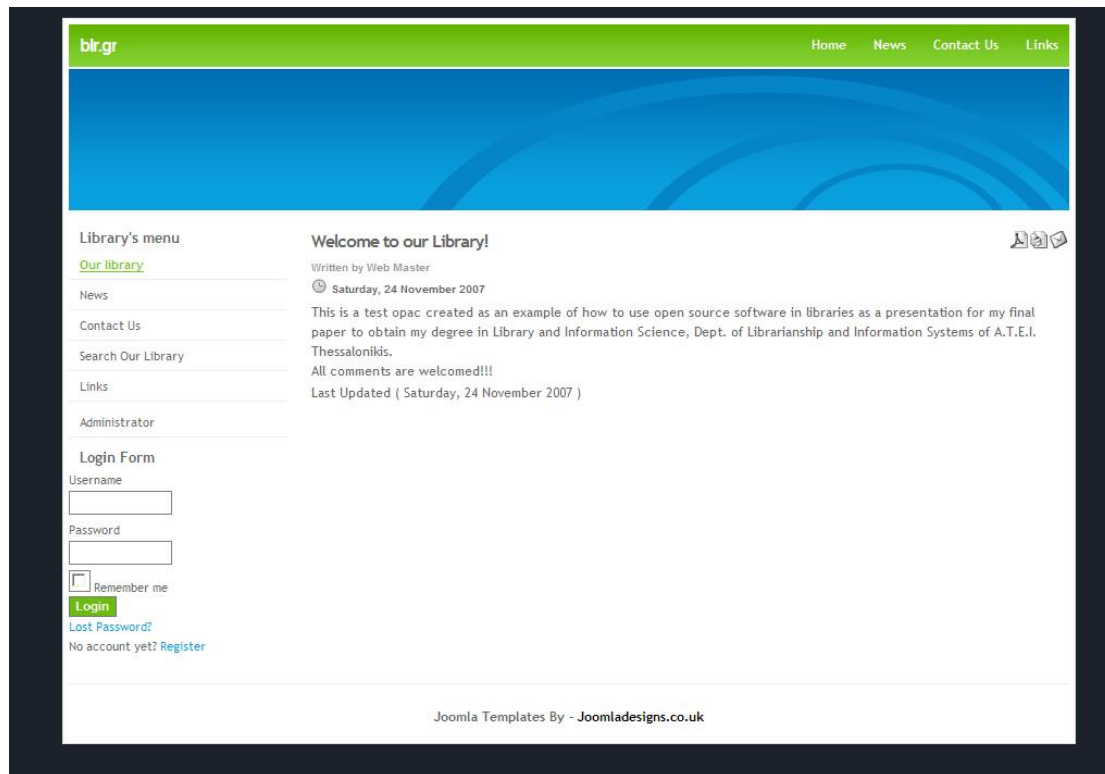 blr.gr
Home News Contact Us Links
Library's menu
Our library
News
Contact Us
Search Our Library
Links
Administrator
Login Form
Username
Password
Remember me
Login
Lost Password?
No account yet? Register
Welcome to our Library!
Written by Web Master
Saturday, 24 November 2007
This is a test opac created as an example of how to use open source software in libraries as a presentation for my final
paper to obtain my degree in Library and Information Science, Dept. of Librarianship and Information Systems of A.T.E.I.
Thessalonikis.
All comments are welcomed!!!
Last Updated ( Saturday, 24 November 2007 )
Joomla Templates By - Joomladesigns.co.uk